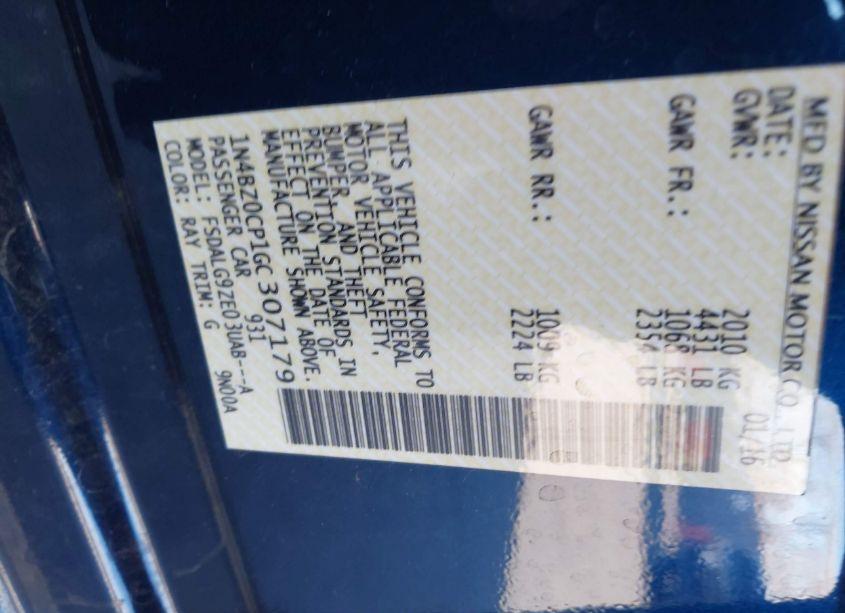 MFD BY NISSAN MOTOR CO., LTD.
DATE: 01/16
GVWR: 2010 KG
4431 LB
GAWR FR.: 1068 KG
2354 LB
GAWR RR.: 1009 KG
2224 LB
THIS VEHICLE CONFORMS TO
ALL APPLICABLE FEDERAL
MOTOR VEHICLE SAFETY,
BUMPER, AND THEFT
PREVENTION STANDARDS IN
EFFECT ON THE DATE OF
MANUFACTURE SHOWN ABOVE.
1N4BZ0CP1GC307179
PASSENGER CAR 931
MODEL: FSDALG9ZE03UAB---A
COLOR: RAY TRIM: G 9N00A